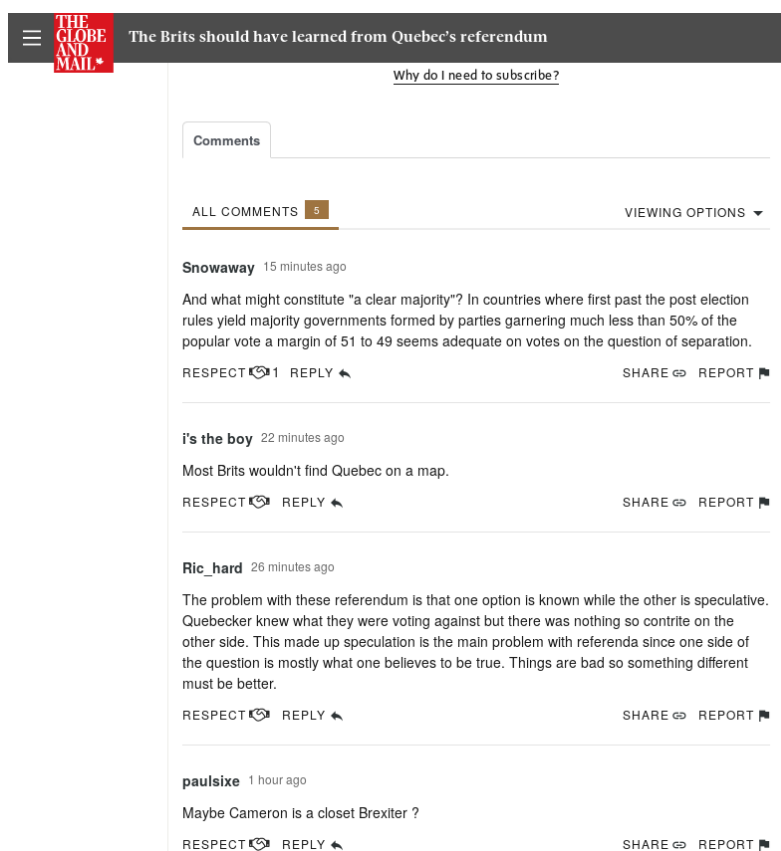 THE
GLOBE
AND
MAIL
The Brits should have learned from Quebec's referendum
Why do I need to subscribe?
Comments
ALL COMMENTS 5
VIEWING OPTIONS
Snowaway 15 minutes ago
And what might constitute "a clear majority"? In countries where first past the post election
rules yield majority governments formed by parties garnering much less than 50% of the
popular vote a margin of 51 to 49 seems adequate on votes on the question of separation.
RESPECT 1 REPLY SHARE REPORT
i's the boy 22 minutes ago
Most Brits wouldn't find Quebec on a map.
RESPECT REPLY SHARE REPORT
Ric_hard 26 minutes ago
The problem with these referendum is that one option is known while the other is speculative.
Quebecker knew what they were voting against but there was nothing so contrite on the
other side. This made up speculation is the main problem with referenda since one side of
the question is mostly what one believes to be true. Things are bad so something different
must be better.
RESPECT REPLY SHARE REPORT
paulsixe 1 hour ago
Maybe Cameron is a closet Brexiter ?
RESPECT REPLY SHARE REPORT